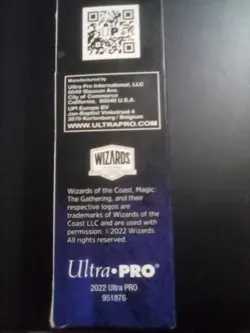 UP
Manufactured by
Ultra Pro International, LLC
6049 Slauson Ave
City of Commerce
California, 90040 U.S.A.
UPI Europe BV
Jan-Baptist Vinkstraat 4
3070 Kortenburg / Belgium
WWW.ULTRAPRO.COM
WIZARDS
Wizards of the Coast, Magic:
The Gathering, and their
respective logos are
trademarks of Wizards of the
Coast LLC and are used with
permission. ©2022 Wizards.
All rights reserved.
Ultra•PRO®
2022 Ultra PRO
951876